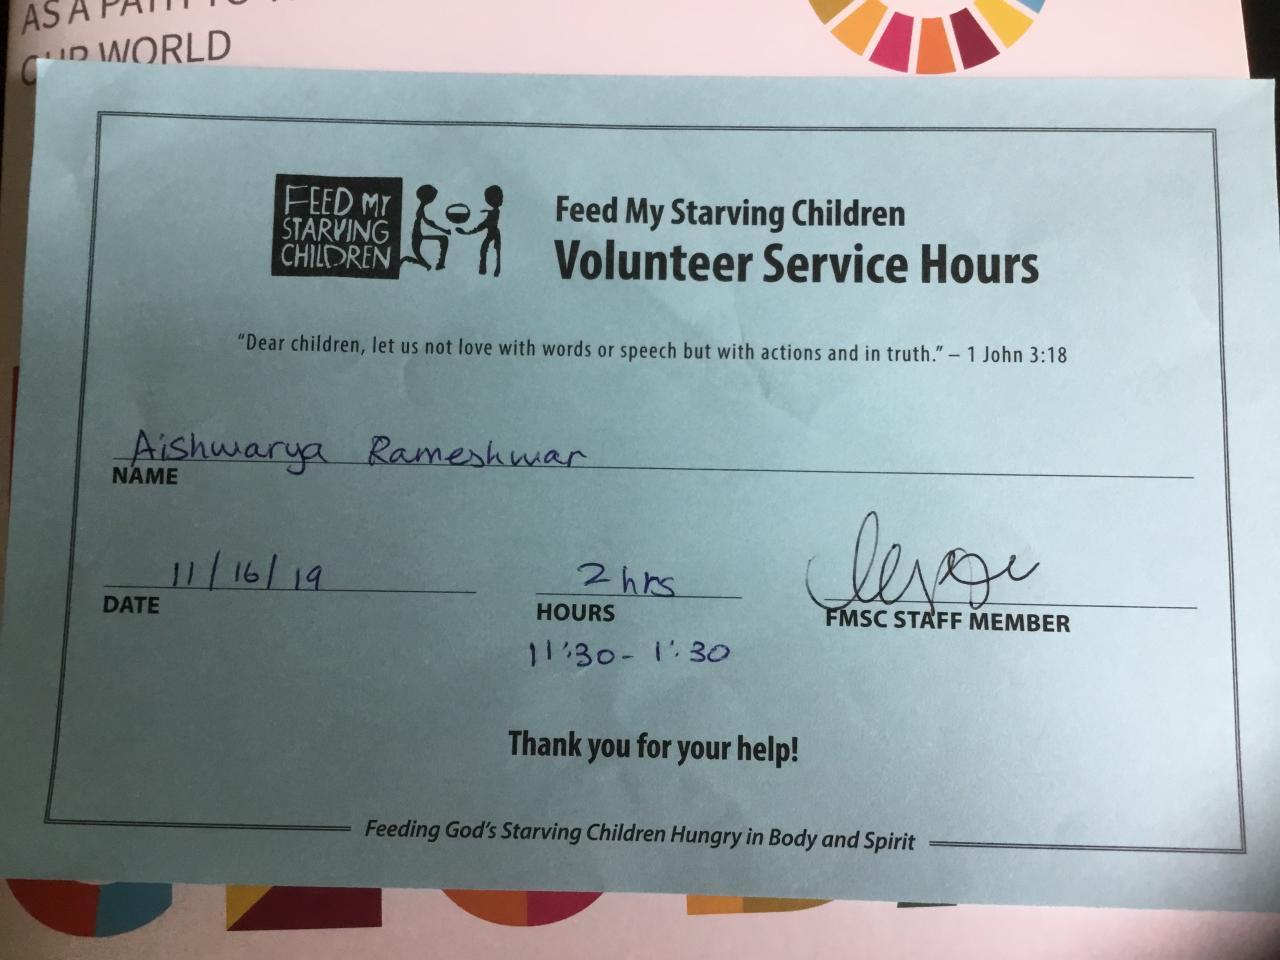 AS A PATH TO
OUR WORLD
FEED MY
STARVING
CHILDREN
Feed My Starving Children
Volunteer Service Hours
“Dear children, let us not love with words or speech but with actions and in truth.” – 1 John 3:18
Aishwarya Rameshwar
NAME
11/16/19
2 hrs
DATE
HOURS
FMSC STAFF MEMBER
11:30 - 1:30
Thank you for your help!
Feeding God's Starving Children Hungry in Body and Spirit